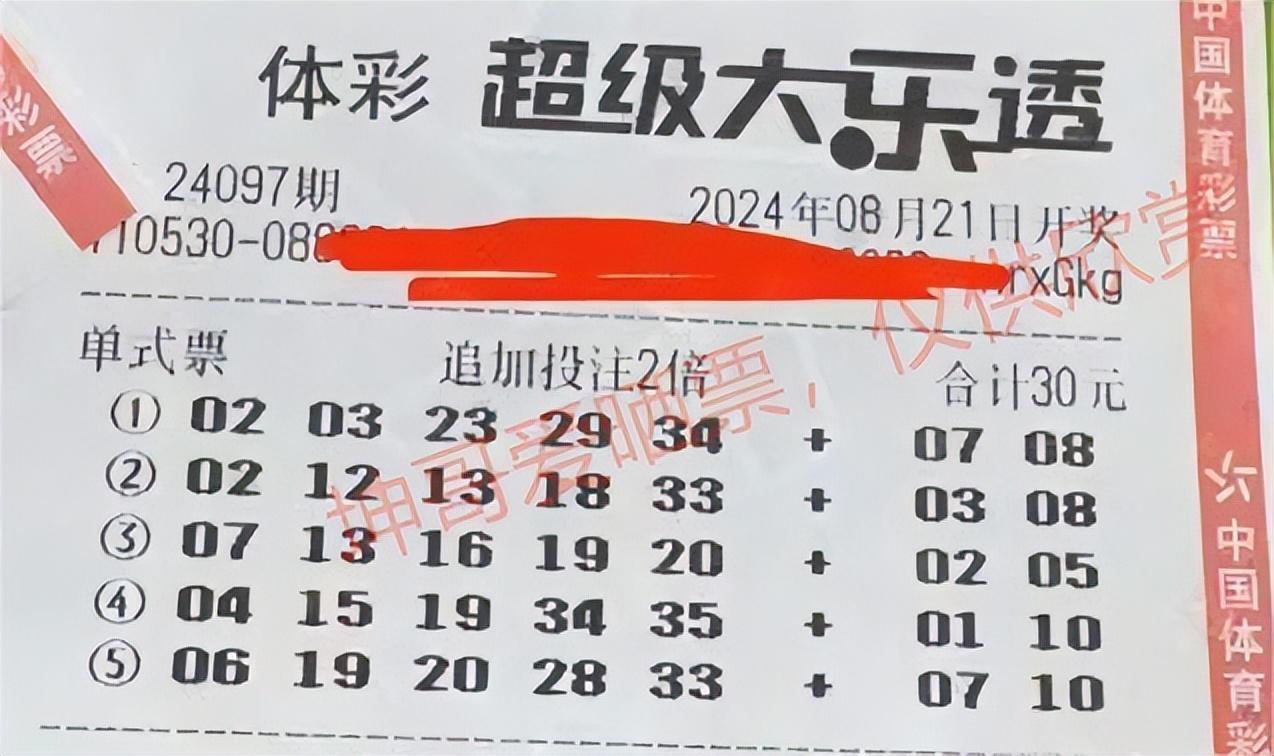 体彩 超级大乐透
24097期 2024年08月21日开奖
110530-08 rxGkg
单式票 追加投注2倍 合计30元
① 02 03 23 29 34 + 07 08
② 02 12 13 18 33 + 03 08
③ 07 13 16 19 20 + 02 05
④ 04 15 19 34 35 + 01 10
⑤ 06 19 20 28 33 + 07 10
坤哥爱晒票，仅供欣赏
彩票
中国体育彩票
中国体育彩